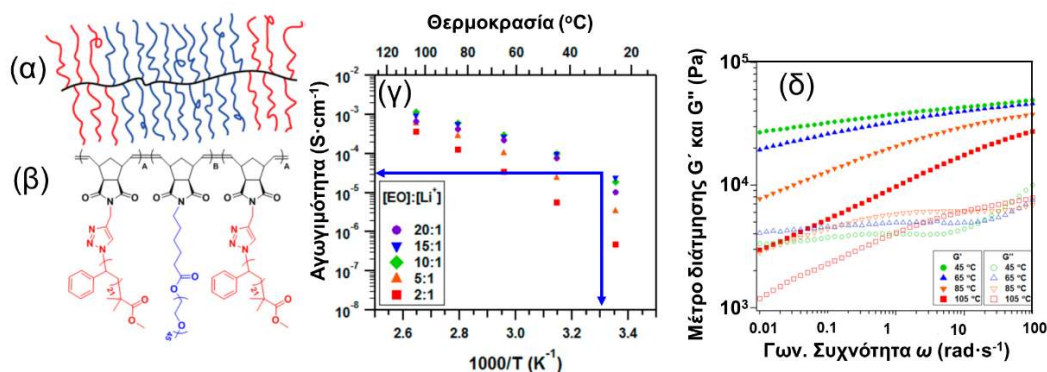 (α)
(β)
A
B
A
O
N
O
O
N
O
O
N
O
N
N
N
N
N
N
21
O
O
O
O
O
O
21
O
O
Θερμοκρασία (ºC)
120 100 80 60 40 20
(γ)
Αγωγιμότητα (S·cm⁻¹)
10⁻²
10⁻³
10⁻⁴
10⁻⁵
10⁻⁶
10⁻⁷
10⁻⁸
[EO]:[Li⁺]
20:1
15:1
10:1
5:1
2:1
2.6 2.8 3.0 3.2 3.4
1000/T (K⁻¹)
(δ)
Μέτρο διάτμησης G΄ και G'' (Pa)
10⁵
10⁴
10³
G' G''
45 °C 45 °C
65 °C 65 °C
85 °C 85 °C
105 °C 105 °C
0.01 0.1 1 10 100
Γων. Συχνότητα ω (rad·s⁻¹)